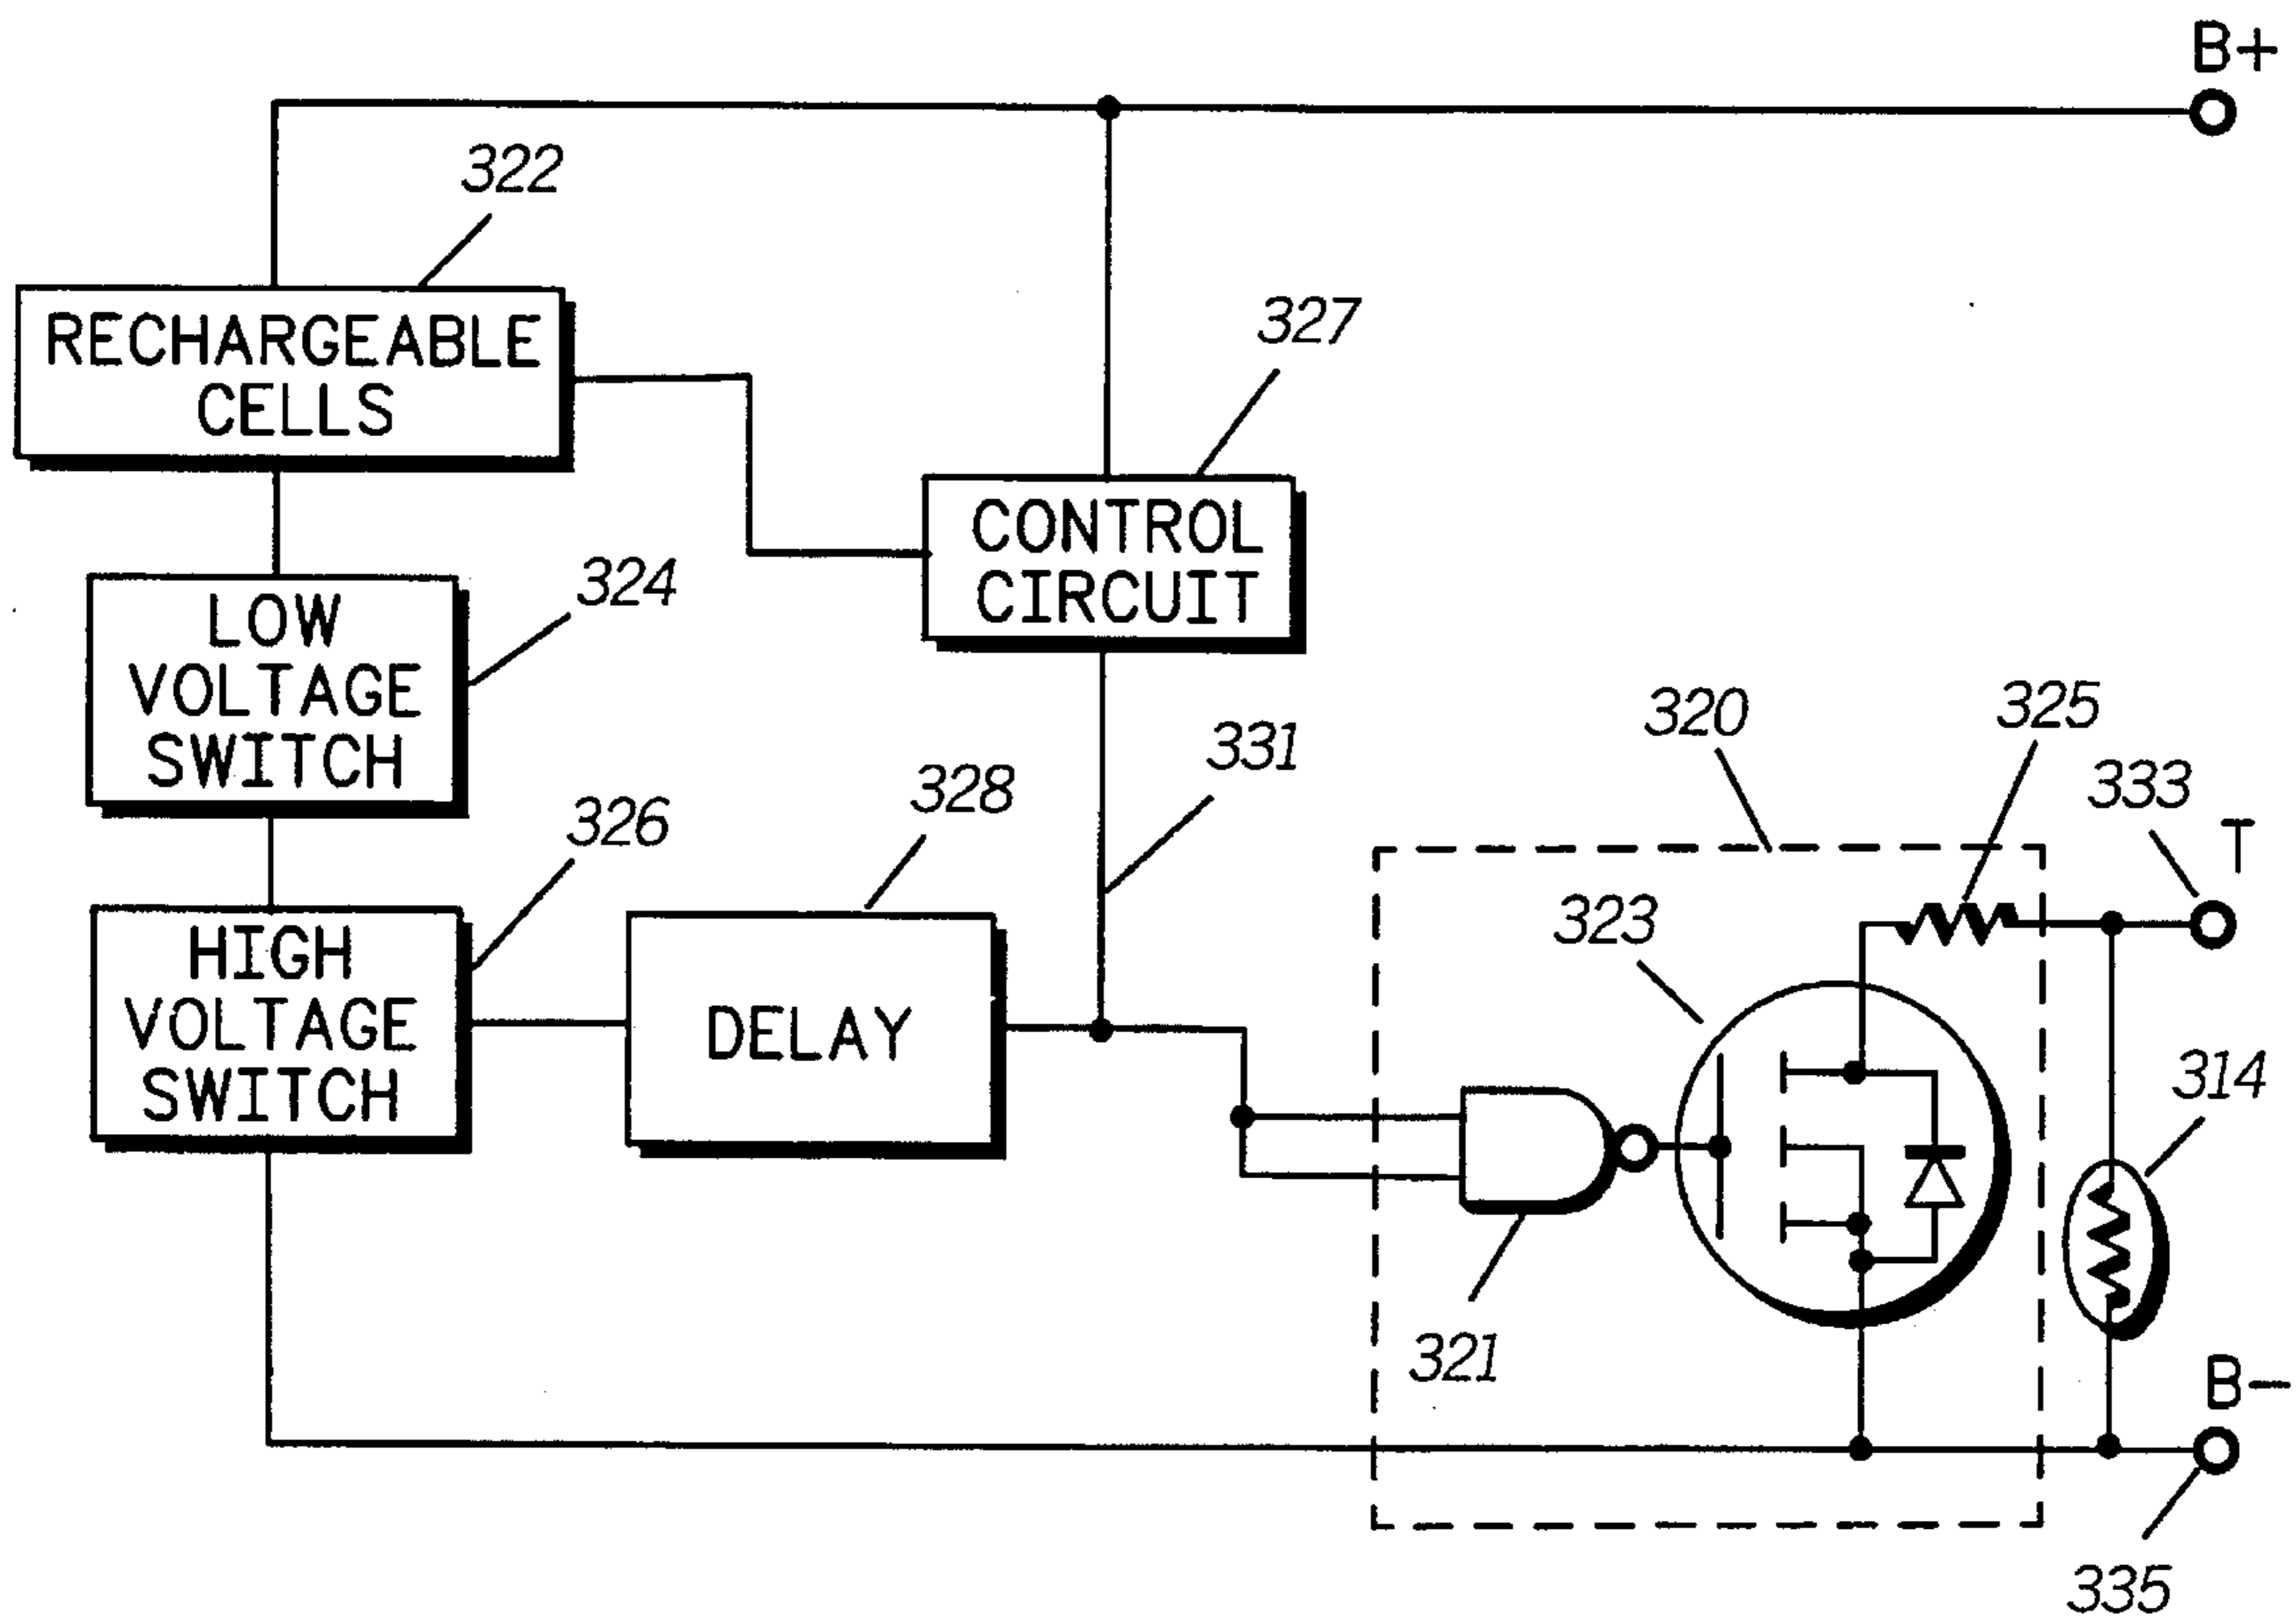 B+
322
RECHARGEABLE
CELLS
327
CONTROL
CIRCUIT
324
LOW
VOLTAGE
SWITCH
331
320
325
333
T
328
326
HIGH
VOLTAGE
SWITCH
DELAY
323
314
321
B-
335